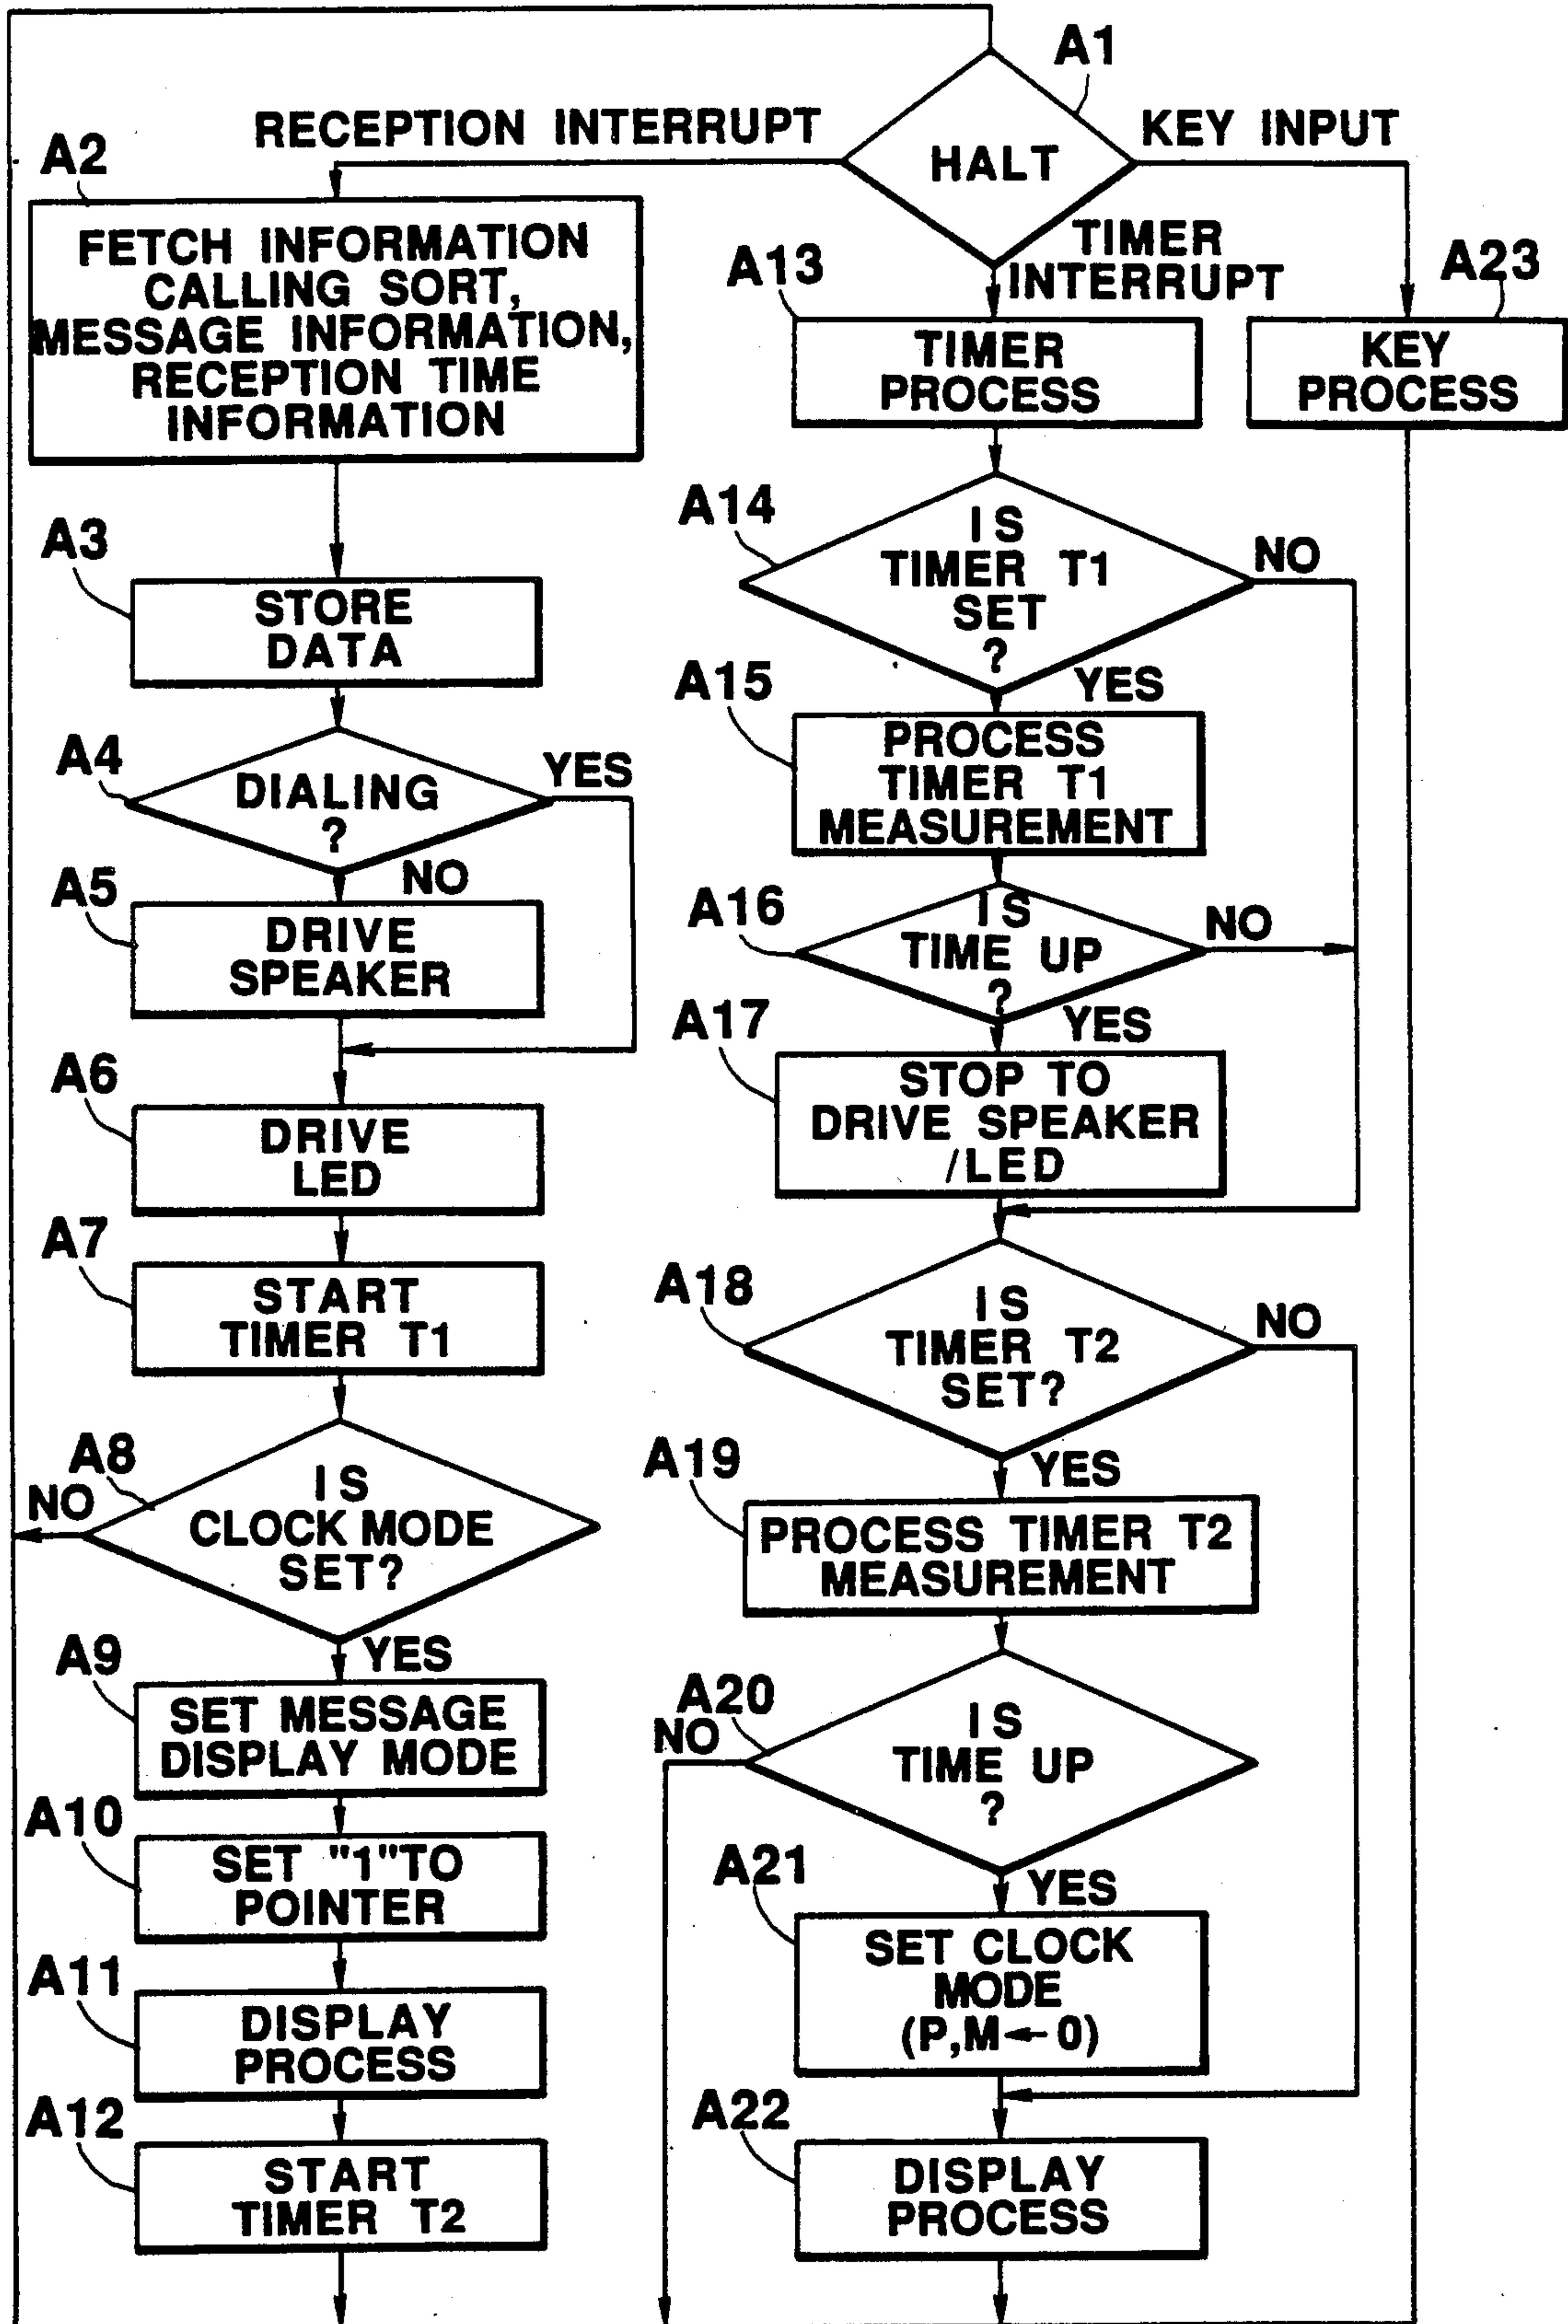 A1
RECEPTION INTERRUPT
KEY INPUT
HALT
TIMER
INTERRUPT
A2
FETCH INFORMATION
CALLING SORT,
MESSAGE INFORMATION,
RECEPTION TIME
INFORMATION
A3
STORE
DATA
A4
DIALING
?
YES
NO
A5
DRIVE
SPEAKER
A6
DRIVE
LED
A7
START
TIMER T1
A8
NO
IS
CLOCK MODE
SET?
YES
A9
SET MESSAGE
DISPLAY MODE
A10
SET "1"TO
POINTER
A11
DISPLAY
PROCESS
A12
START
TIMER T2
A13
TIMER
PROCESS
A14
IS
TIMER T1
SET
?
NO
YES
A15
PROCESS
TIMER T1
MEASUREMENT
A16
IS
TIME UP
?
NO
YES
A17
STOP TO
DRIVE SPEAKER
/LED
A18
IS
TIMER T2
SET?
NO
YES
A19
PROCESS TIMER T2
MEASUREMENT
A20
NO
IS
TIME UP
?
YES
A21
SET CLOCK
MODE
(P,M←0)
A22
DISPLAY
PROCESS
A23
KEY
PROCESS